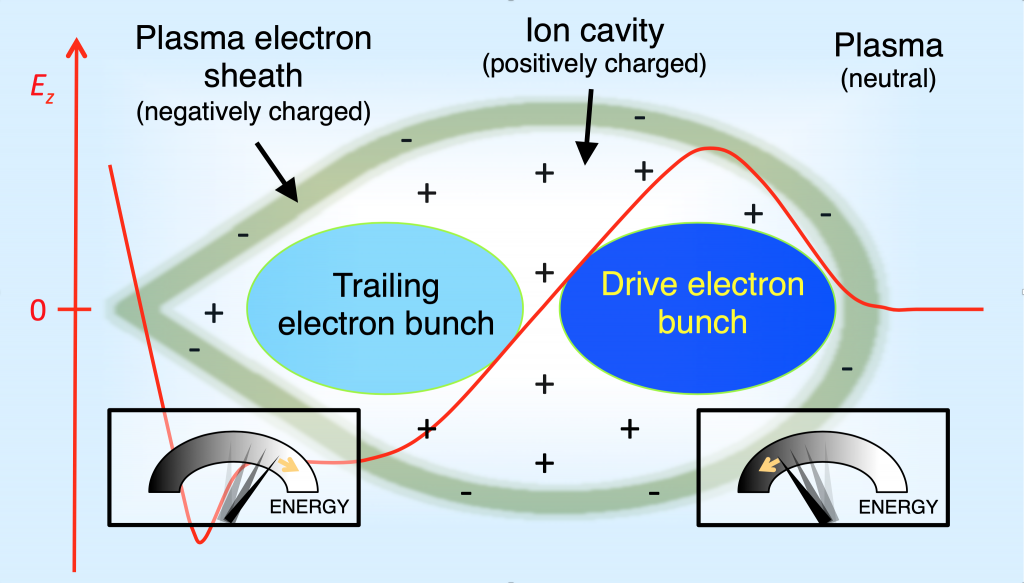 Plasma electron
sheath
(negatively charged)
Ion cavity
(positively charged)
Plasma
(neutral)
E_z
0
Trailing
electron bunch
Drive electron
bunch
- - - - - - - -
+ + + + + + + + + +
ENERGY
ENERGY